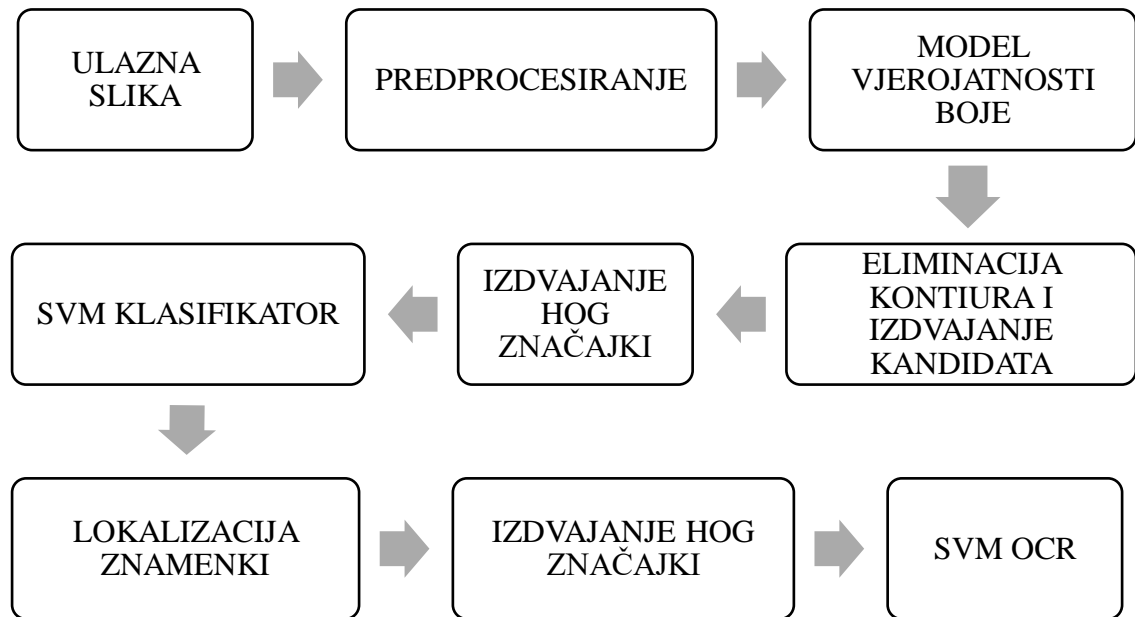 ULAZNA
SLIKA
PREDPROCESIRANJE
MODEL
VJEROJATNOSTI
BOJE
ELIMINACIJA
KONTIURA I
IZDVAJANJE
KANDIDATA
IZDVAJANJE
HOG
ZNAČAJKI
SVM KLASIFIKATOR
LOKALIZACIJA
ZNAMENKI
IZDVAJANJE HOG
ZNAČAJKI
SVM OCR